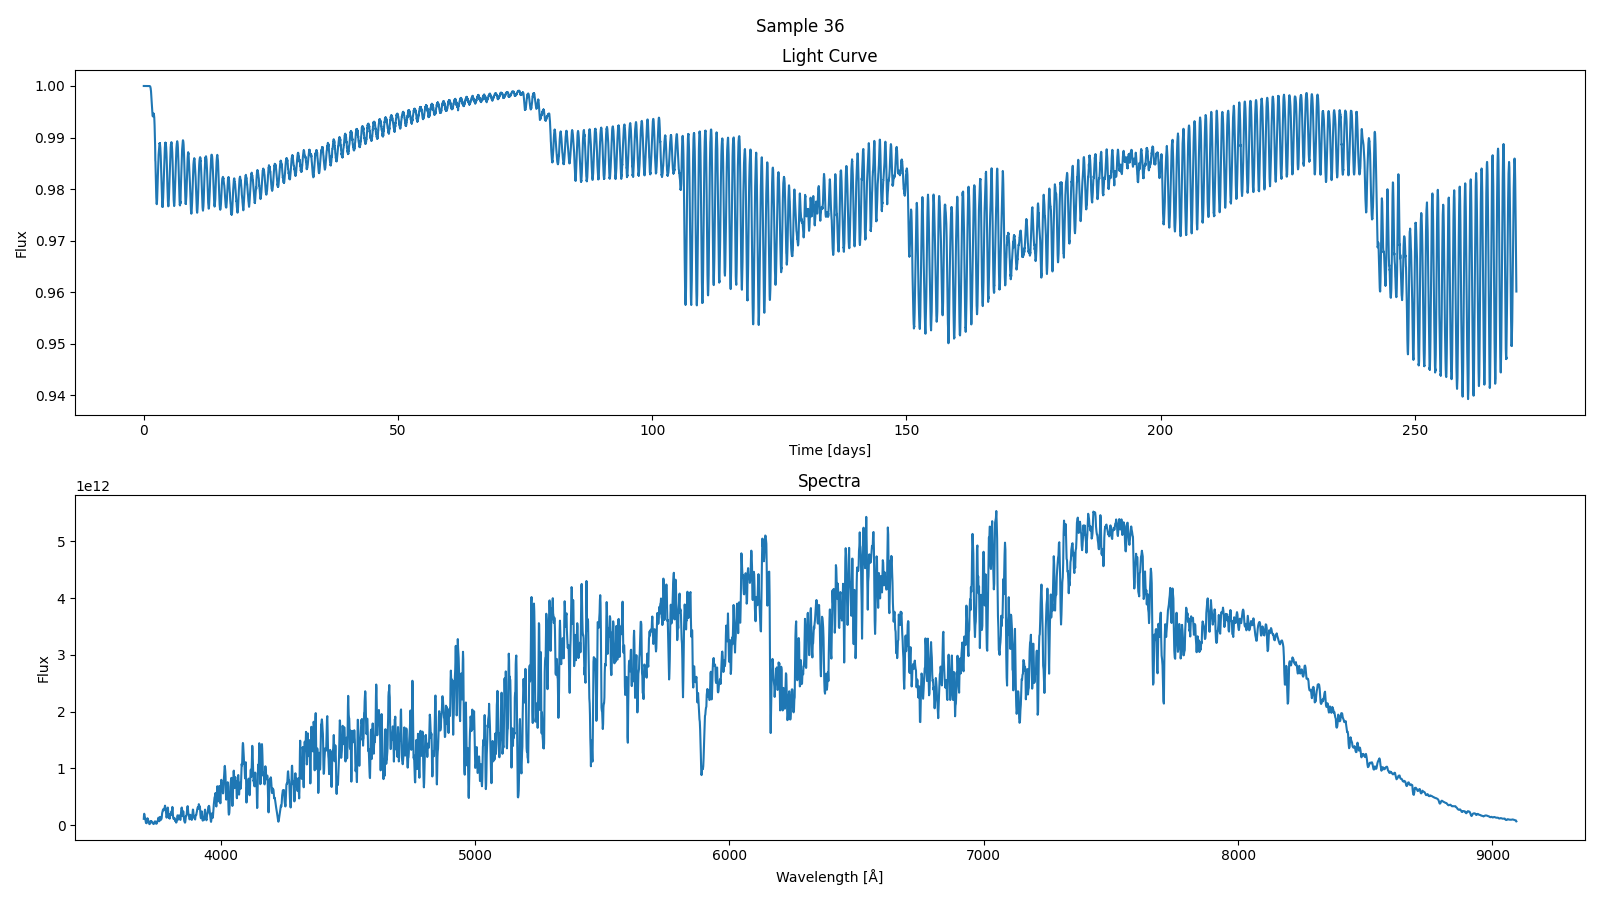 Sample 36
Light Curve
1.00
0.99
0.98
0.97
0.96
0.95
0.94
Flux
0 50 100 150 200 250
Time [days]
Spectra
1e12
5
4
3
2
1
0
Flux
4000 5000 6000 7000 8000 9000
Wavelength [Å]